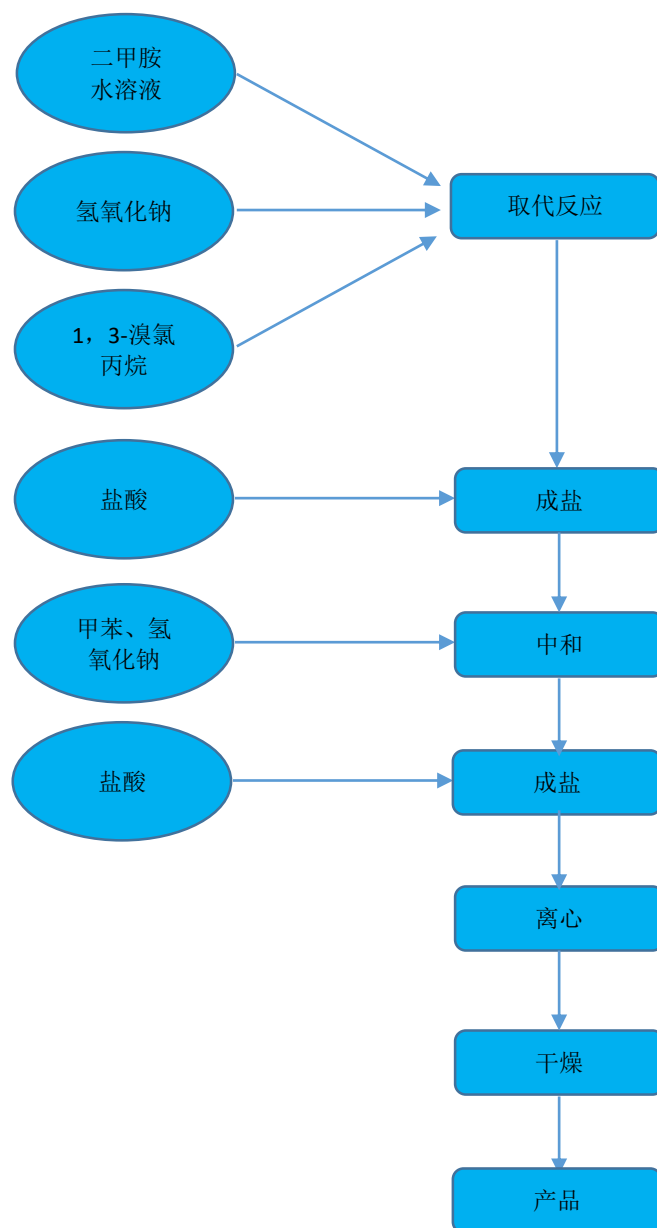 二甲胺
水溶液
氢氧化钠
取代反应
1，3-溴氯
丙烷
盐酸
成盐
甲苯、氢
氧化钠
中和
盐酸
成盐
离心
干燥
产品